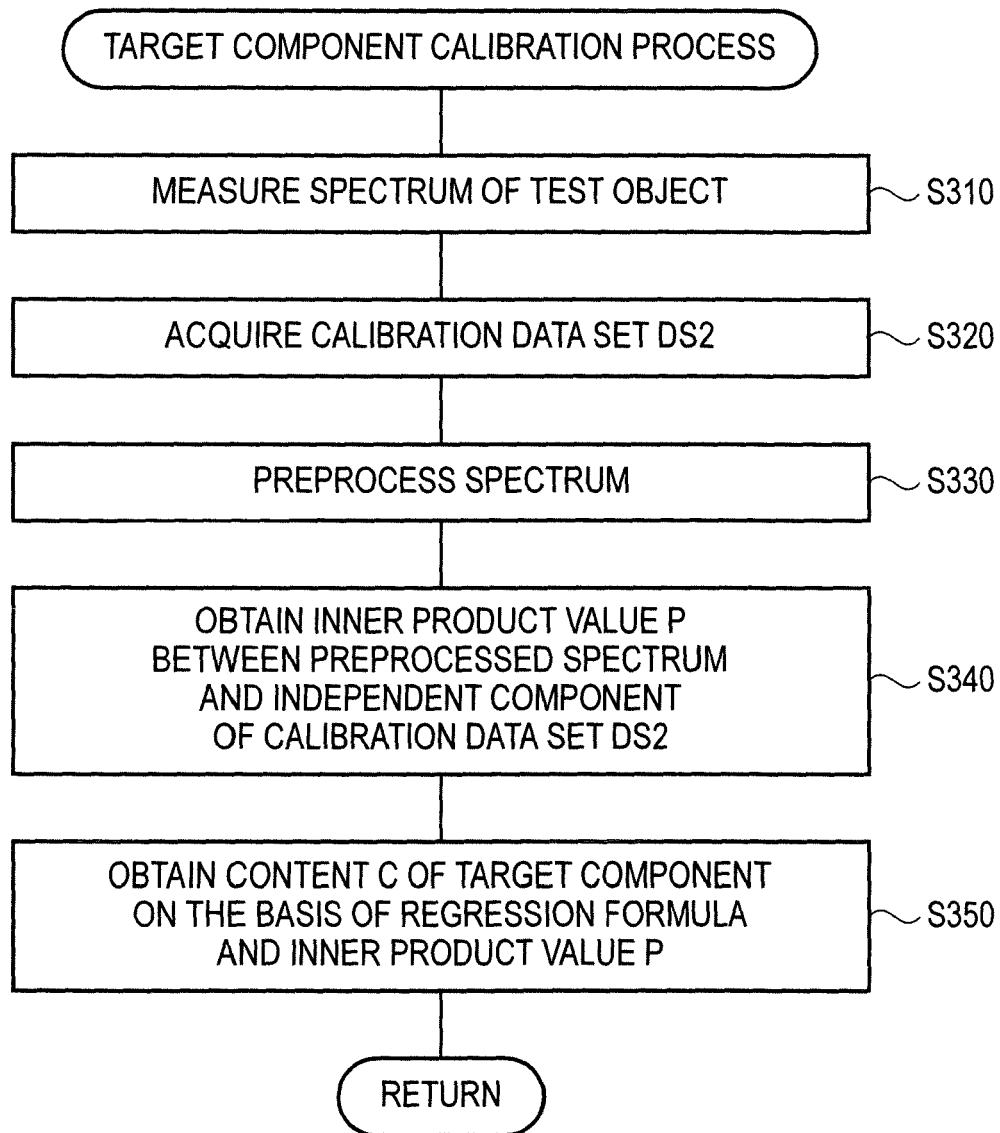 TARGET COMPONENT CALIBRATION PROCESS
MEASURE SPECTRUM OF TEST OBJECT
S310
ACQUIRE CALIBRATION DATA SET DS2
S320
PREPROCESS SPECTRUM
S330
OBTAIN INNER PRODUCT VALUE P
BETWEEN PREPROCESSED SPECTRUM
AND INDEPENDENT COMPONENT
OF CALIBRATION DATA SET DS2
S340
OBTAIN CONTENT C OF TARGET COMPONENT
ON THE BASIS OF REGRESSION FORMULA
AND INNER PRODUCT VALUE P
S350
RETURN